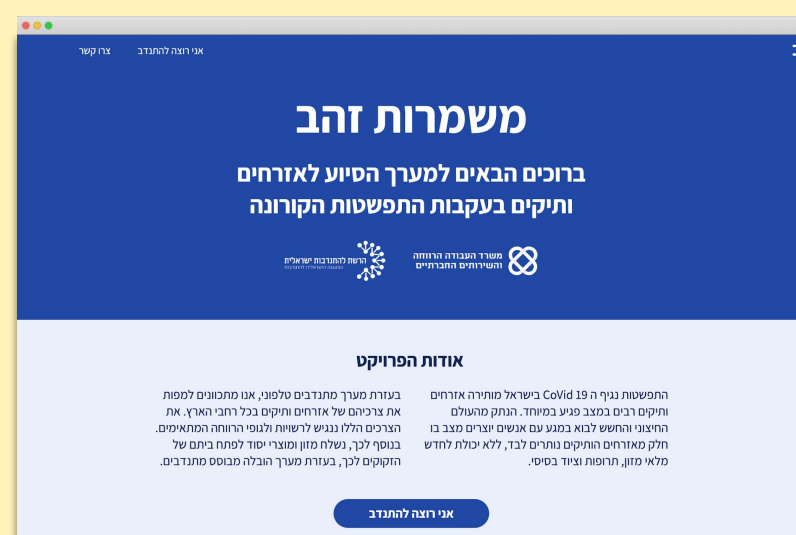 אני רוצה להתנדב
צרו קשר
משמרות זהב
ברוכים הבאים למערך הסיוע לאזרחים
ותיקים בעקבות התפשטות הקורונה
משרד העבודה הרווחה
והשירותים החברתיים
הרשת להתנדבות ישראלית
אודות הפרויקט
התפשטות נגיף ה CoVid 19 בישראל מותירה אזרחים
ותיקים רבים במצב פגיע במיוחד. הנתק מהעולם
החיצוני והחשש לבוא במגע עם אנשים יוצרים מצב בו
חלק מאזרחים הותיקים נותרים לבד, ללא יכולת לחדש
מלאי מזון, תרופות וציוד בסיסי.
בעזרת מערך מתנדבים טלפוני, אנו מתכוונים למפות
את צרכיהם של אזרחים ותיקים בכל רחבי הארץ. את
הצרכים הללו ננגיש לרשויות ולגופי הרווחה המתאימים.
בנוסף לכך, נשלח מזון ומוצרי יסוד לפתח ביתם של
הזקוקים לכך, בעזרת מערך הובלה מבוסס מתנדבים.
אני רוצה להתנדב